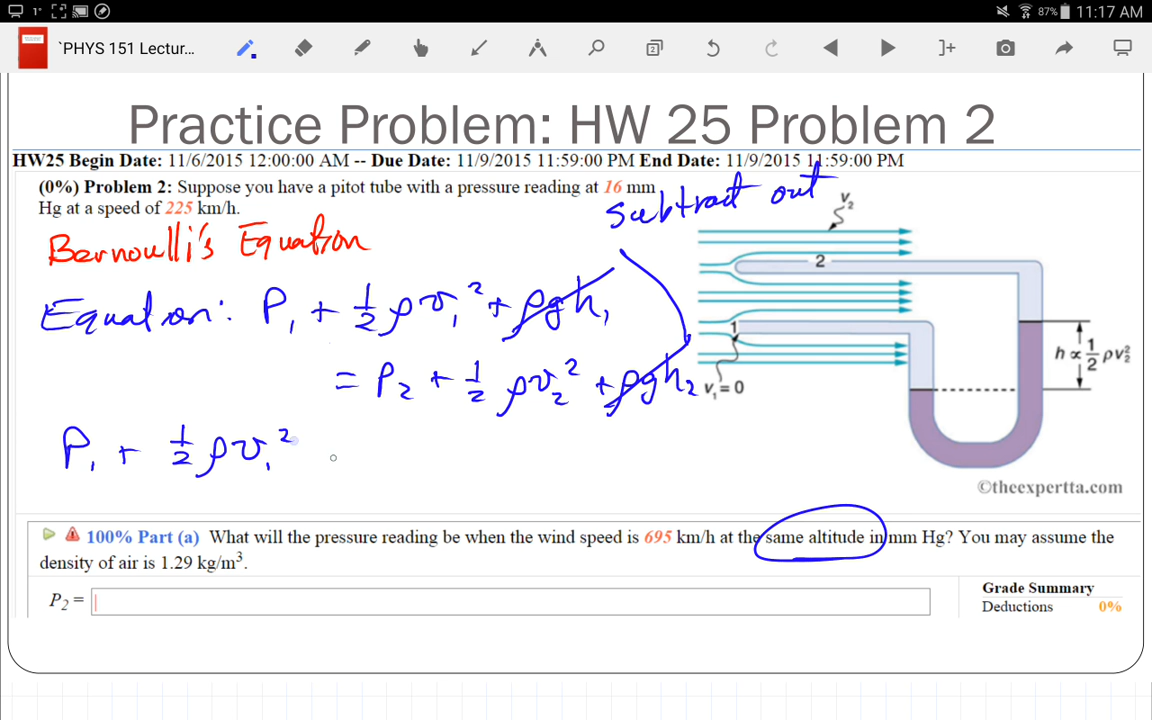 1°
87%
11:17 AM
`PHYS 151 Lectur...
2
]+
Practice Problem: HW 25 Problem 2
HW25 Begin Date: 11/6/2015 12:00:00 AM -- Due Date: 11/9/2015 11:59:00 PM End Date: 11/9/2015 11:59:00 PM
(0%) Problem 2: Suppose you have a pitot tube with a pressure reading at 16 mm
Hg at a speed of 225 km/h.
subtract out
Bernoulli's Equation
Equation: P₁ + ½ρv₁² + ρgh₁
= P₂ + ½ρv₂² + ρgh₂
P₁ + ½ρv₁²
v₂
2
1
v₁ = 0
h ∝ ½ρv₂²
©theexpertta.com
100% Part (a) What will the pressure reading be when the wind speed is 695 km/h at the same altitude in mm Hg? You may assume the
density of air is 1.29 kg/m³.
P₂ =
Grade Summary
Deductions 0%